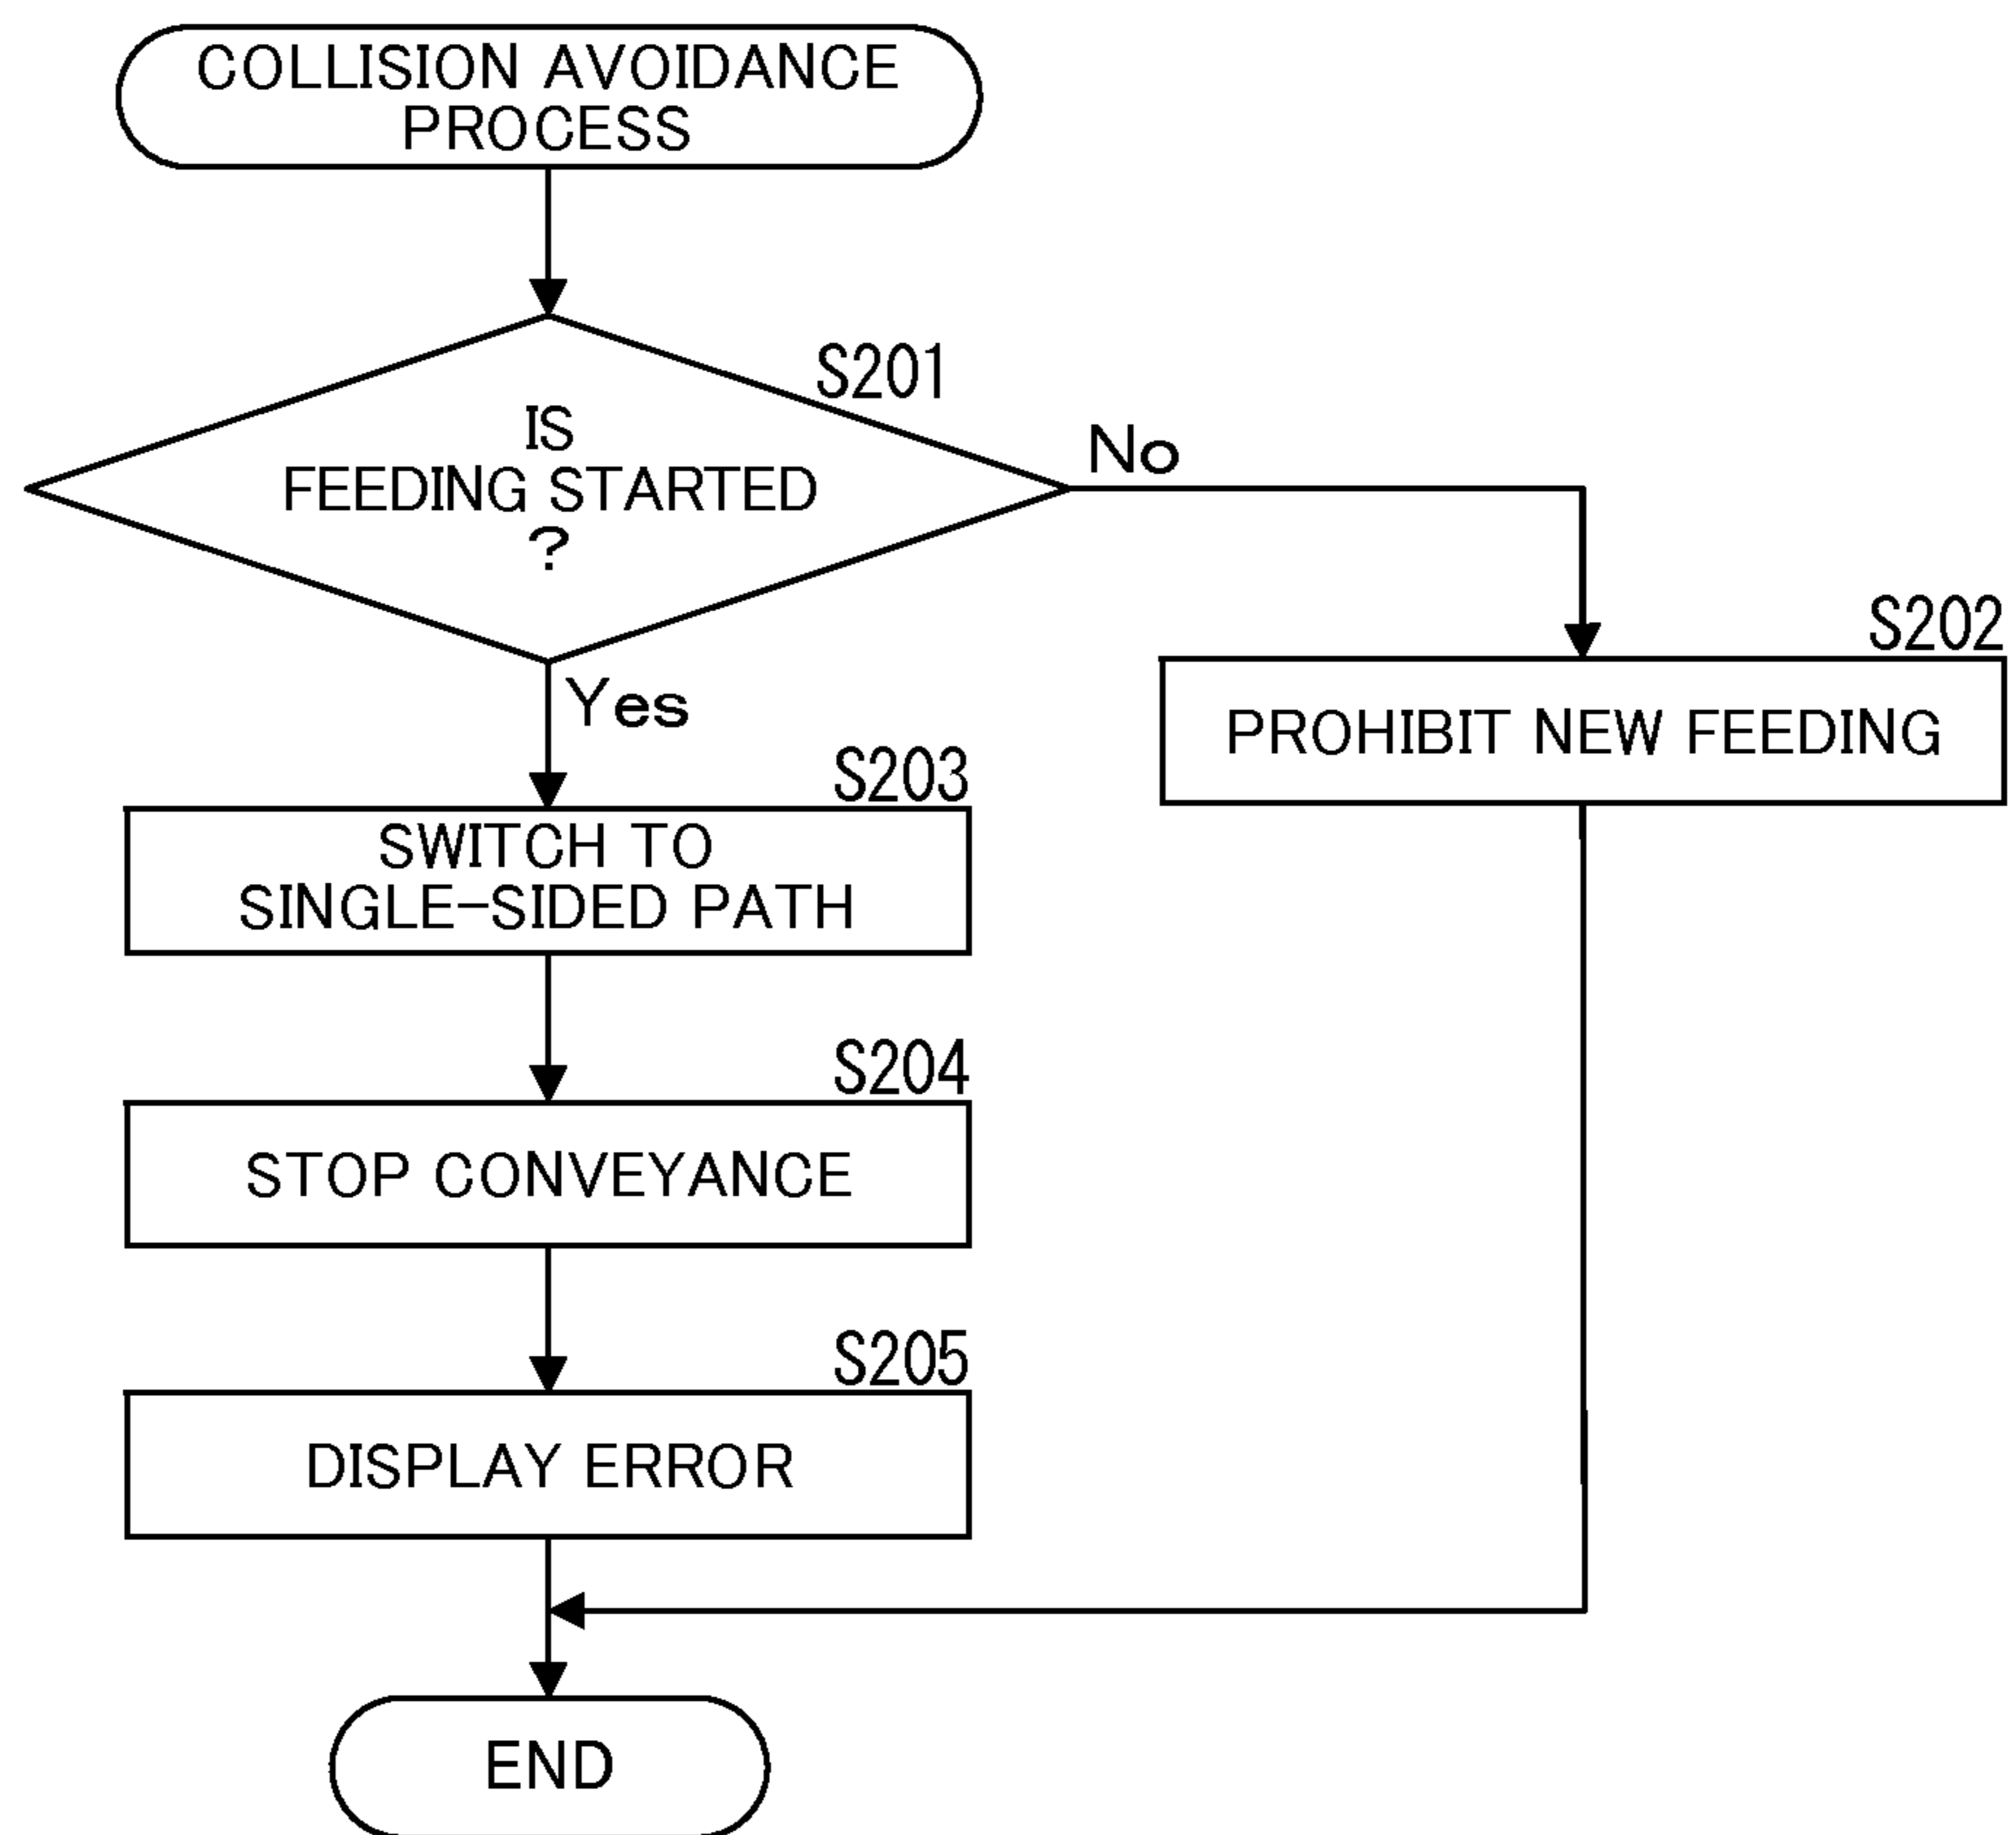 COLLISION AVOIDANCE
PROCESS
S201
IS
FEEDING STARTED
?
No
Yes
S202
PROHIBIT NEW FEEDING
S203
SWITCH TO
SINGLE-SIDED PATH
S204
STOP CONVEYANCE
S205
DISPLAY ERROR
END